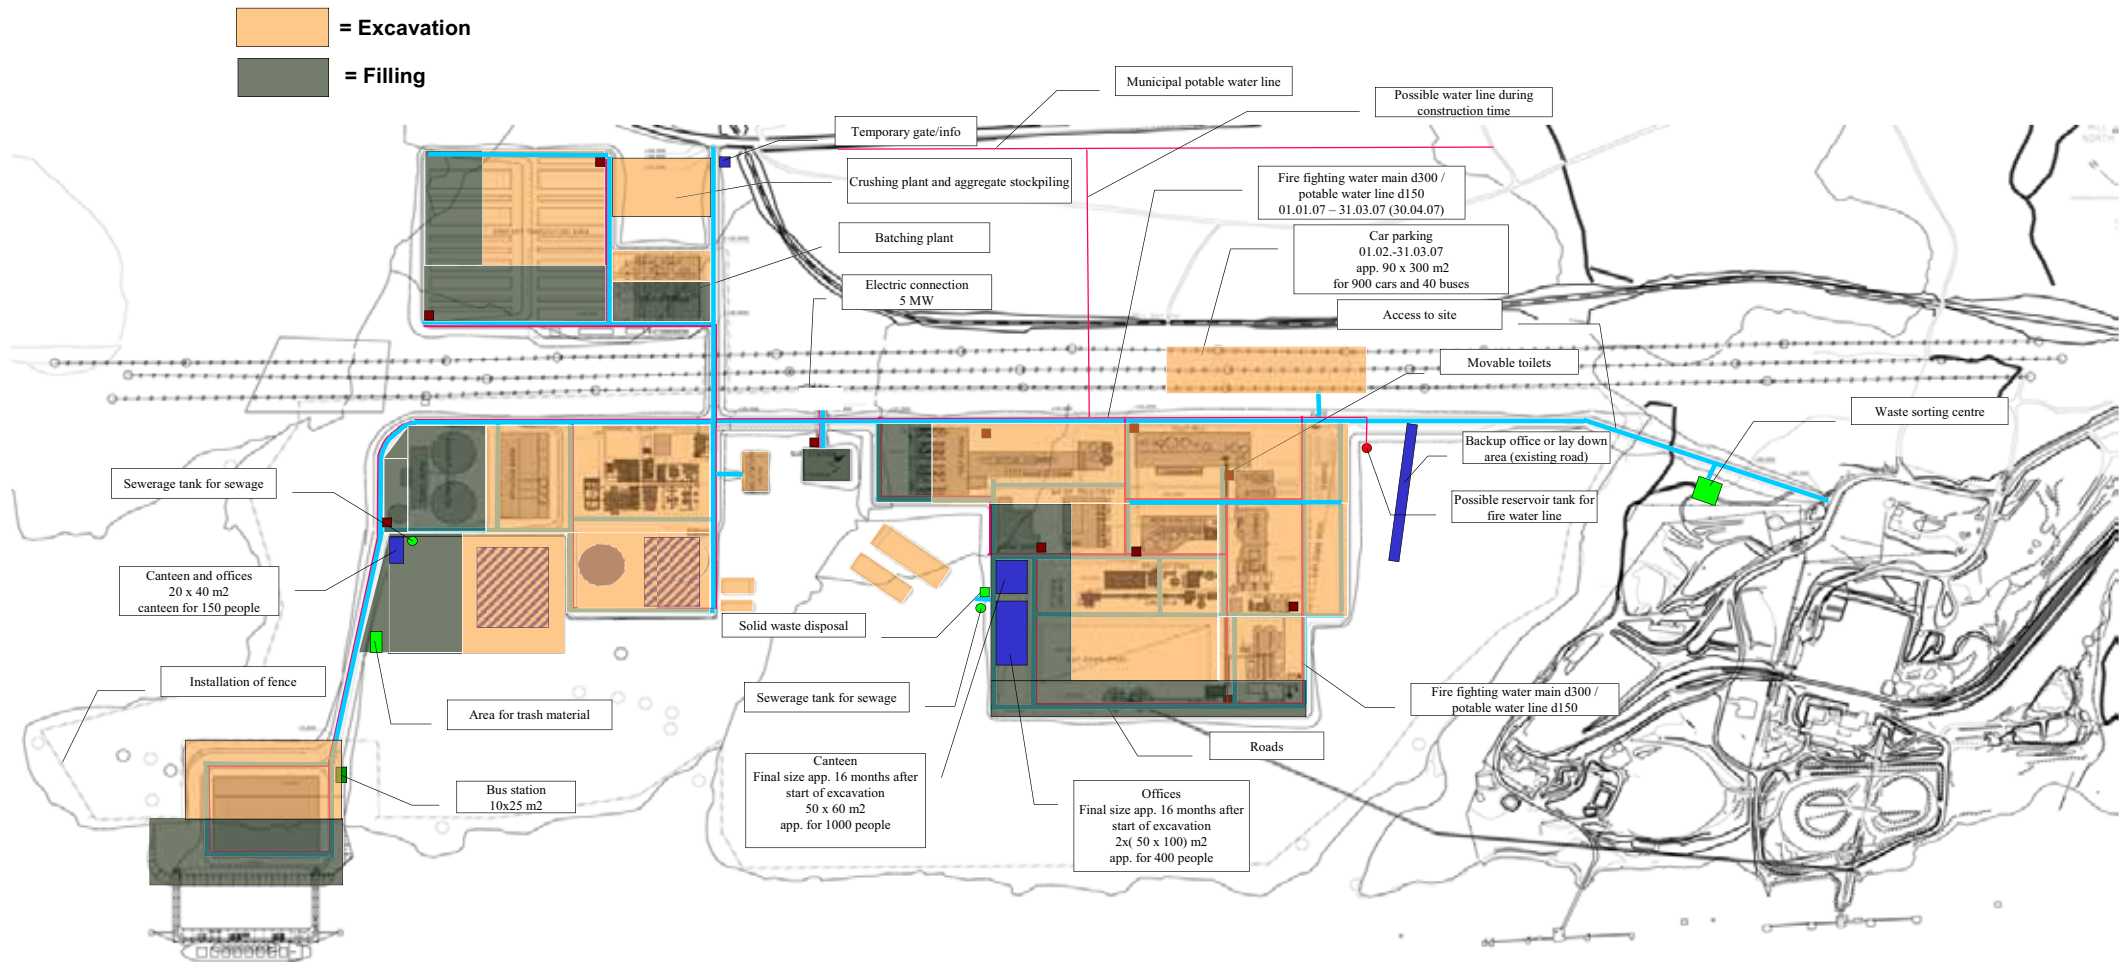 = Excavation
= Filling
Municipal potable water line
Possible water line during
construction time
Temporary gate/info
Crushing plant and aggregate stockpiling
Fire fighting water main d300 /
potable water line d150
01.01.07 – 31.03.07 (30.04.07)
Batching plant
Car parking
01.02.-31.03.07
app. 90 x 300 m2
for 900 cars and 40 buses
Electric connection
5 MW
Access to site
Movable toilets
Waste sorting centre
Backup office or lay down
area (existing road)
Sewerage tank for sewage
Possible reservoir tank for
fire water line
Canteen and offices
20 x 40 m2
canteen for 150 people
Solid waste disposal
Installation of fence
Sewerage tank for sewage
Fire fighting water main d300 /
potable water line d150
Area for trash material
Roads
Canteen
Final size app. 16 months after
start of excavation
50 x 60 m2
app. for 1000 people
Bus station
10x25 m2
Offices
Final size app. 16 months after
start of excavation
2x( 50 x 100) m2
app. for 400 people